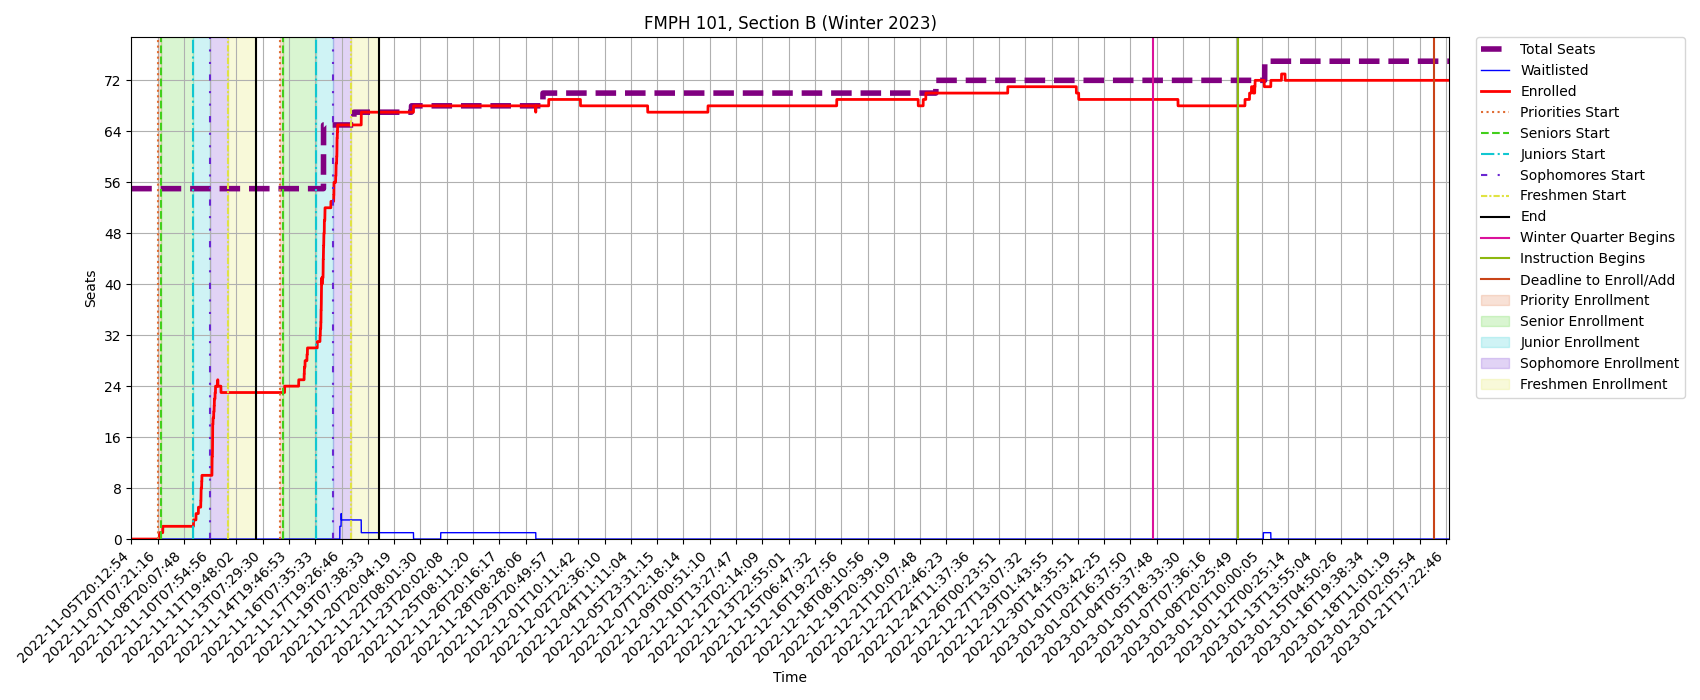 FMPH 101, Section B (Winter 2023)
Seats
72
64
56
48
40
32
24
16
8
0
2022-11-05T20:12:54
2022-11-07T07:21:16
2022-11-08T20:07:48
2022-11-10T07:54:56
2022-11-11T19:48:02
2022-11-13T07:29:30
2022-11-14T19:46:53
2022-11-16T07:35:33
2022-11-17T19:26:46
2022-11-19T07:38:33
2022-11-20T20:04:19
2022-11-22T08:01:30
2022-11-23T20:02:08
2022-11-25T08:11:20
2022-11-26T20:16:17
2022-11-28T08:28:06
2022-11-29T20:49:57
2022-12-01T10:11:42
2022-12-02T22:36:10
2022-12-04T11:11:04
2022-12-05T23:31:15
2022-12-07T12:18:14
2022-12-09T00:51:10
2022-12-10T13:27:47
2022-12-12T02:14:09
2022-12-13T22:55:01
2022-12-15T06:47:32
2022-12-16T19:27:56
2022-12-18T08:10:56
2022-12-19T20:39:19
2022-12-21T10:07:48
2022-12-22T22:46:23
2022-12-24T11:37:36
2022-12-26T00:23:51
2022-12-27T13:07:32
2022-12-29T01:43:55
2022-12-30T14:35:51
2023-01-01T03:42:25
2023-01-02T16:37:50
2023-01-04T05:37:48
2023-01-05T18:33:30
2023-01-07T07:36:16
2023-01-08T20:25:49
2023-01-10T10:00:05
2023-01-12T00:25:14
2023-01-13T13:55:04
2023-01-15T04:50:26
2023-01-16T19:38:34
2023-01-18T11:01:19
2023-01-20T02:05:54
2023-01-21T17:22:46
Time
Total Seats
Waitlisted
Enrolled
Priorities Start
Seniors Start
Juniors Start
Sophomores Start
Freshmen Start
End
Winter Quarter Begins
Instruction Begins
Deadline to Enroll/Add
Priority Enrollment
Senior Enrollment
Junior Enrollment
Sophomore Enrollment
Freshmen Enrollment